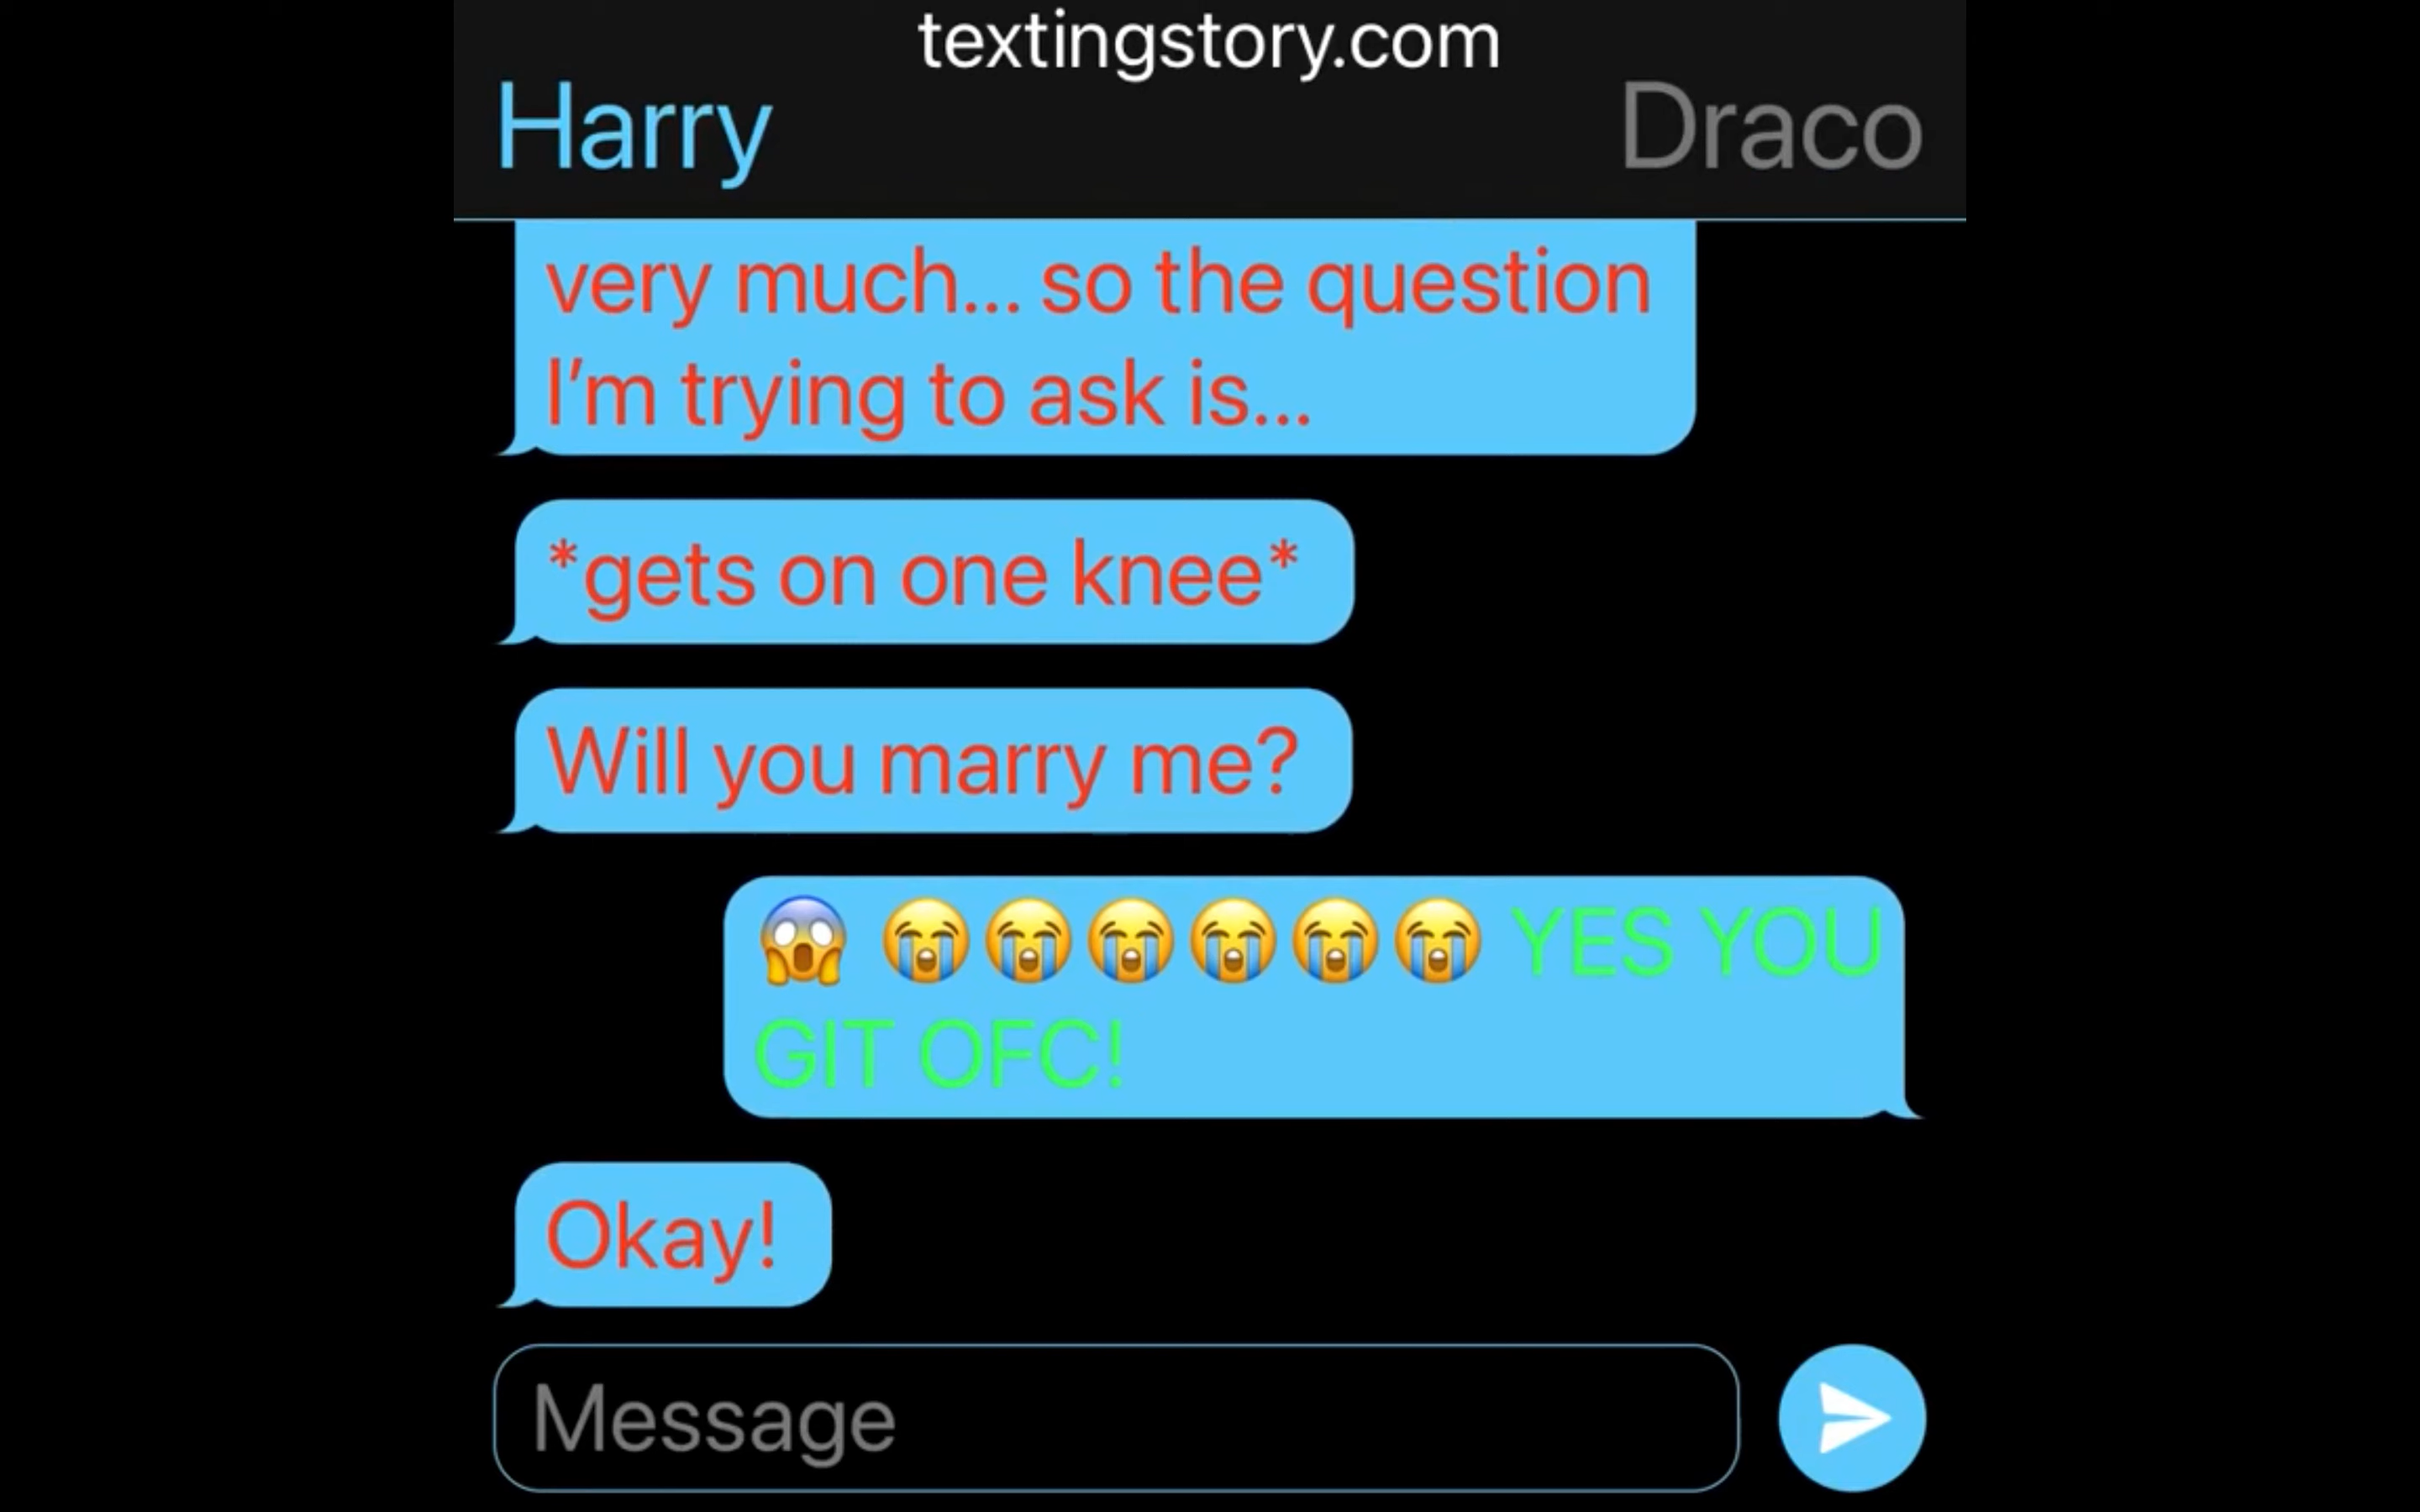 textingstory.com
Harry Draco
very much... so the question
I'm trying to ask is...
*gets on one knee*
Will you marry me?
😱 😭😭😭😭😭😭 YES YOU
GIT OFC!
Okay!
Message